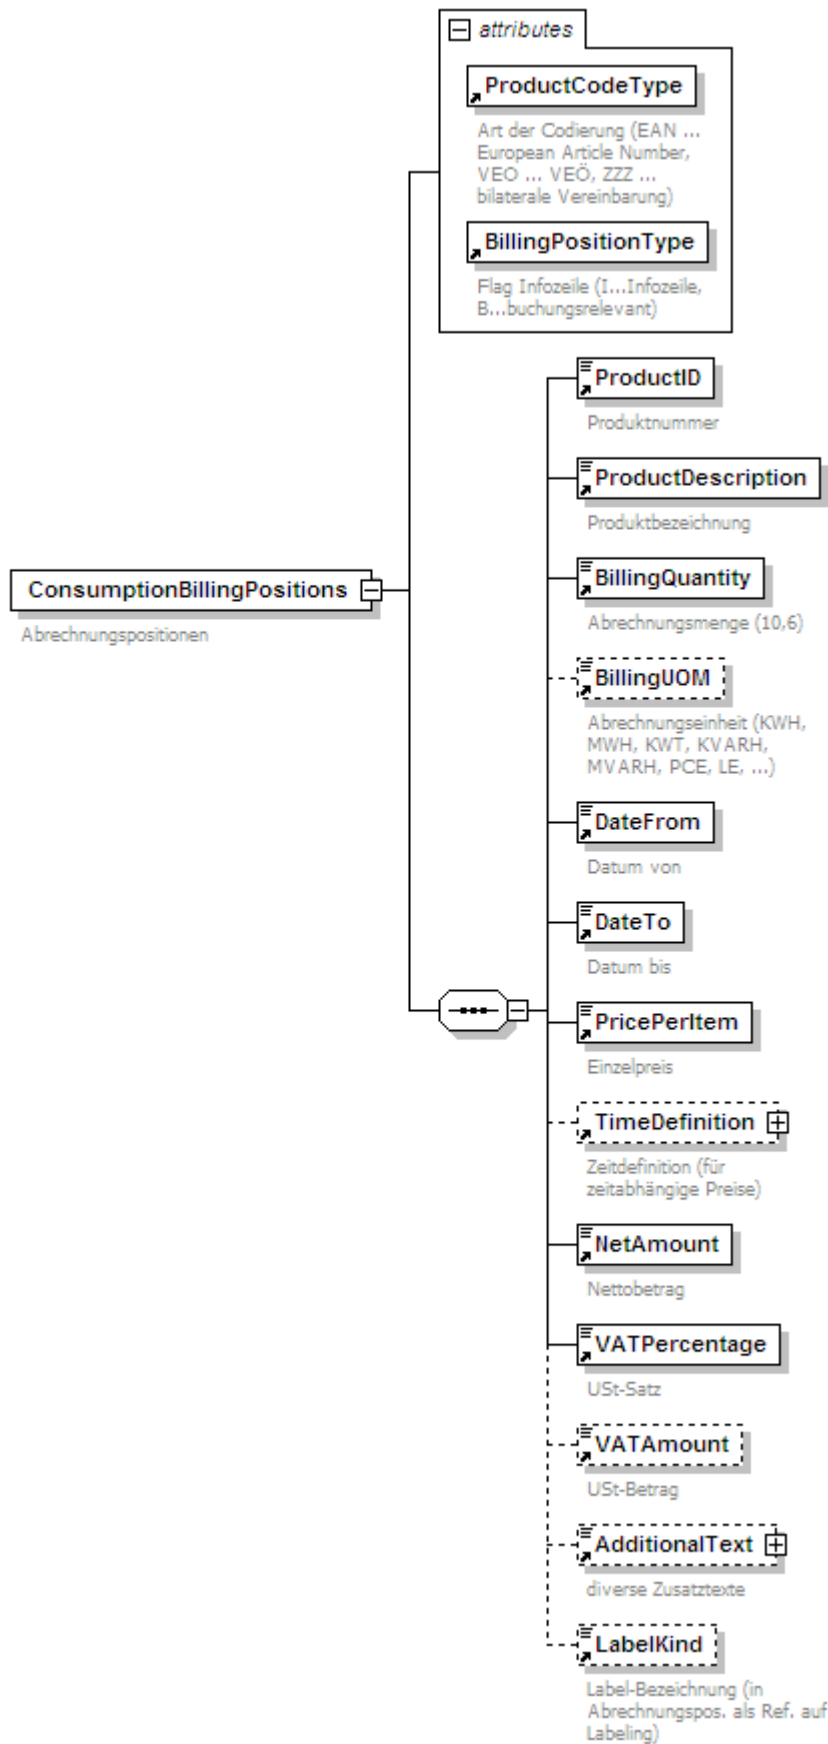 attributes
ProductCodeType
Art der Codierung (EAN ...
European Article Number,
VEO ... VEÖ, ZZZ ...
bilaterale Vereinbarung)
BillingPositionType
Flag Infozeile (I...Infozeile,
B...buchungsrelevant)
ConsumptionBillingPositions
Abrechnungspositionen
ProductID
Produktnummer
ProductDescription
Produktbezeichnung
BillingQuantity
Abrechnungsmenge (10,6)
BillingUOM
Abrechnungseinheit (KWH,
MWH, KWT, KVARH,
MVARH, PCE, LE, ...)
DateFrom
Datum von
DateTo
Datum bis
PricePerItem
Einzelpreis
TimeDefinition
Zeitdefinition (für
zeitabhängige Preise)
NetAmount
Nettobetrag
VATPercentage
USt-Satz
VATAmount
USt-Betrag
AdditionalText
diverse Zusatztexte
LabelKind
Label-Bezeichnung (in
Abrechnungspos. als Ref. auf
Labeling)